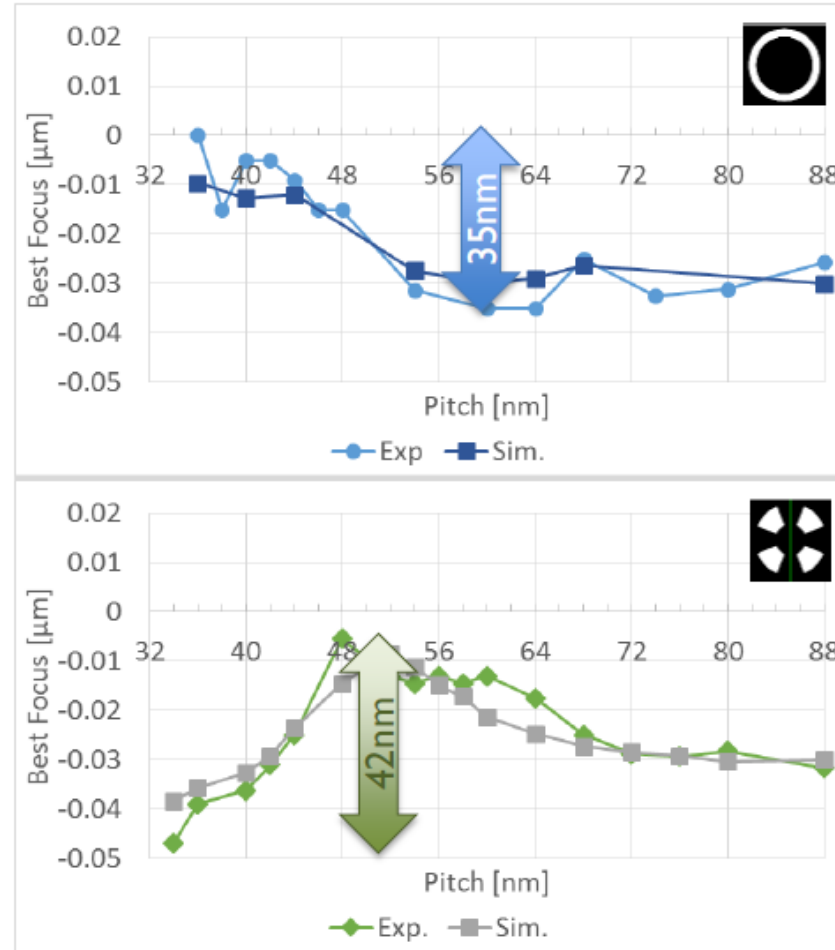 0.02
0.01
0
32 40 48 56 64 72 80 88
-0.01
-0.02
-0.03
-0.04
-0.05
Best Focus [µm]
35nm
Pitch [nm]
Exp Sim.
0.02
0.01
0
32 40 48 56 64 72 80 88
-0.01
-0.02
-0.03
-0.04
-0.05
Best Focus [µm]
42nm
Pitch [nm]
Exp. Sim.